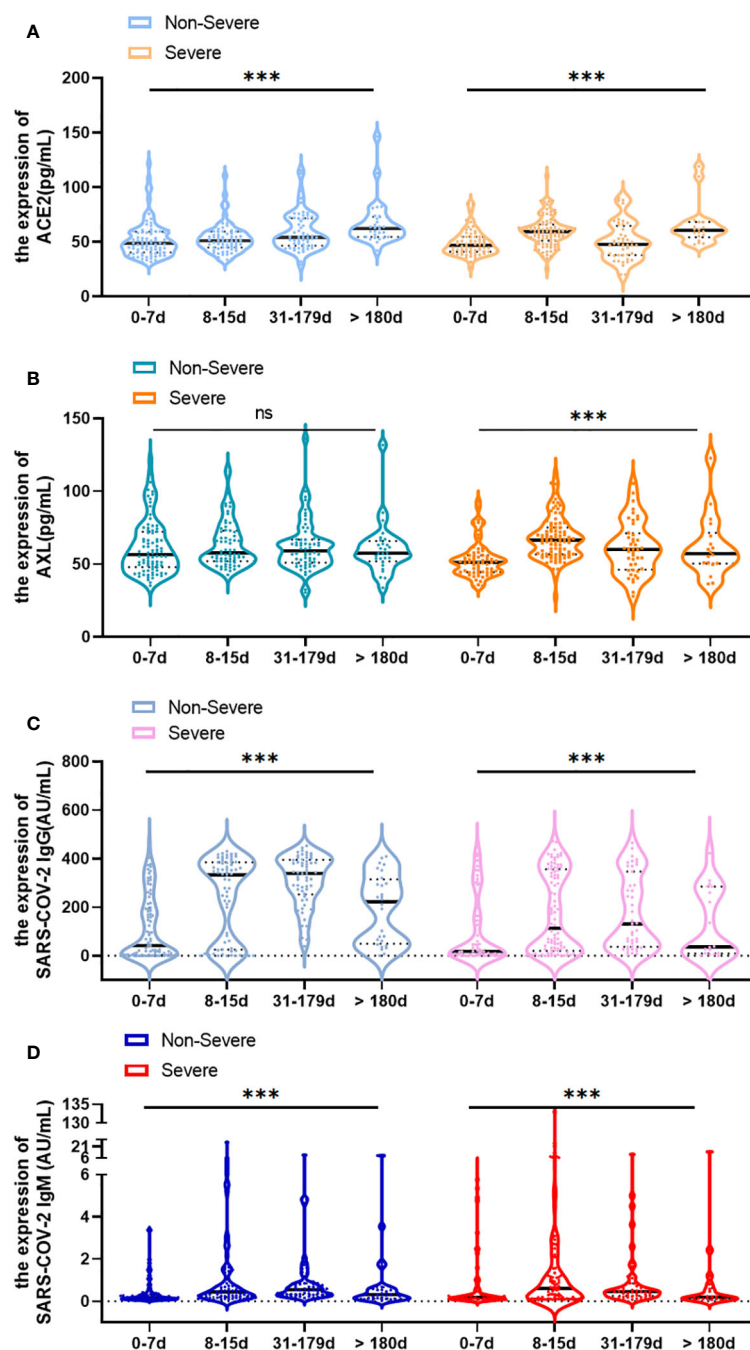 A
Non-Severe
Severe
the expression of
ACE2(pg/mL)
200
150
100
50
0
***
***
0-7d 8-15d 31-179d > 180d 0-7d 8-15d 31-179d > 180d
B
Non-Severe
Severe
the expression of
AXL(pg/mL)
150
100
50
0
ns
***
0-7d 8-15d 31-179d > 180d 0-7d 8-15d 31-179d > 180d
C
Non-Severe
Severe
the expression of
SARS-COV-2 IgG(AU/mL)
800
600
400
200
0
***
***
0-7d 8-15d 31-179d > 180d 0-7d 8-15d 31-179d > 180d
D
Non-Severe
Severe
the expression of
SARS-COV-2 IgM (AU/mL)
135
130
21
6
6
4
2
0
***
***
0-7d 8-15d 31-179d > 180d 0-7d 8-15d 31-179d > 180d